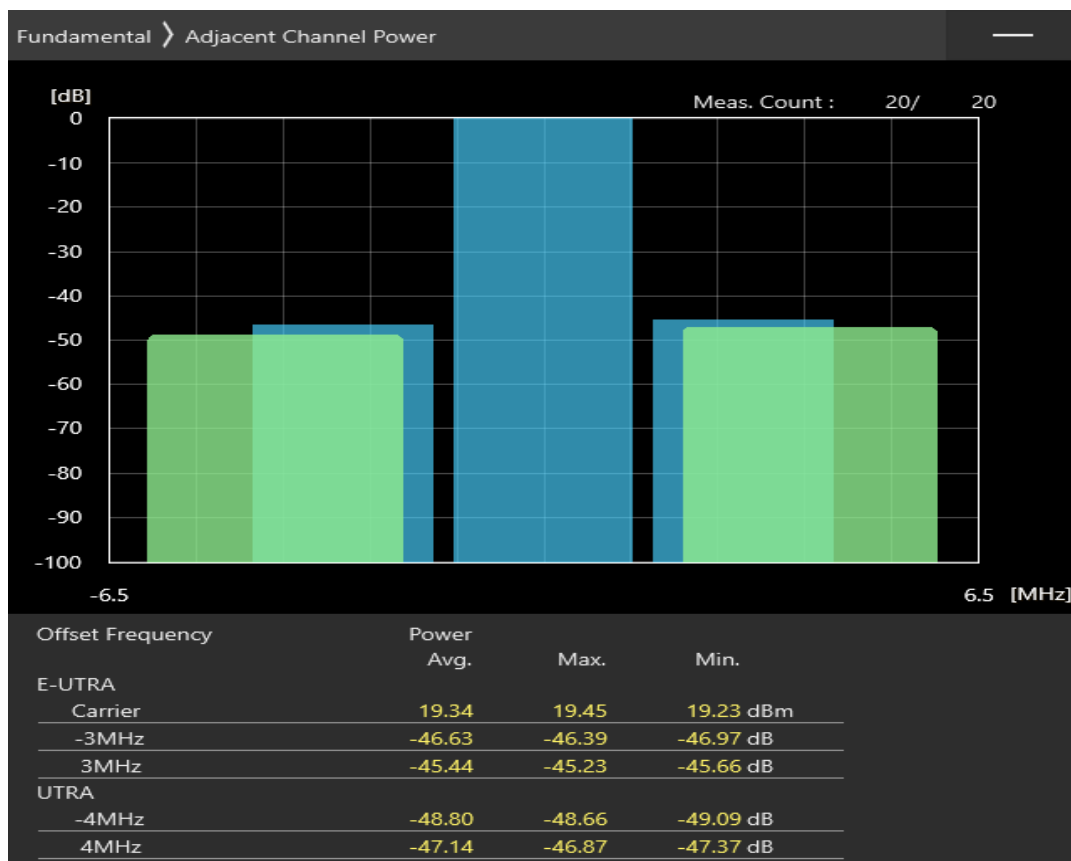 Fundamental ❯ Adjacent Channel Power
[dB]
Meas. Count : 20/ 20
0
-10
-20
-30
-40
-50
-60
-70
-80
-90
-100
-6.5 6.5 [MHz]
Offset Frequency Power
Avg. Max. Min.
E-UTRA
Carrier 19.34 19.45 19.23 dBm
-3MHz -46.63 -46.39 -46.97 dB
3MHz -45.44 -45.23 -45.66 dB
UTRA
-4MHz -48.80 -48.66 -49.09 dB
4MHz -47.14 -46.87 -47.37 dB